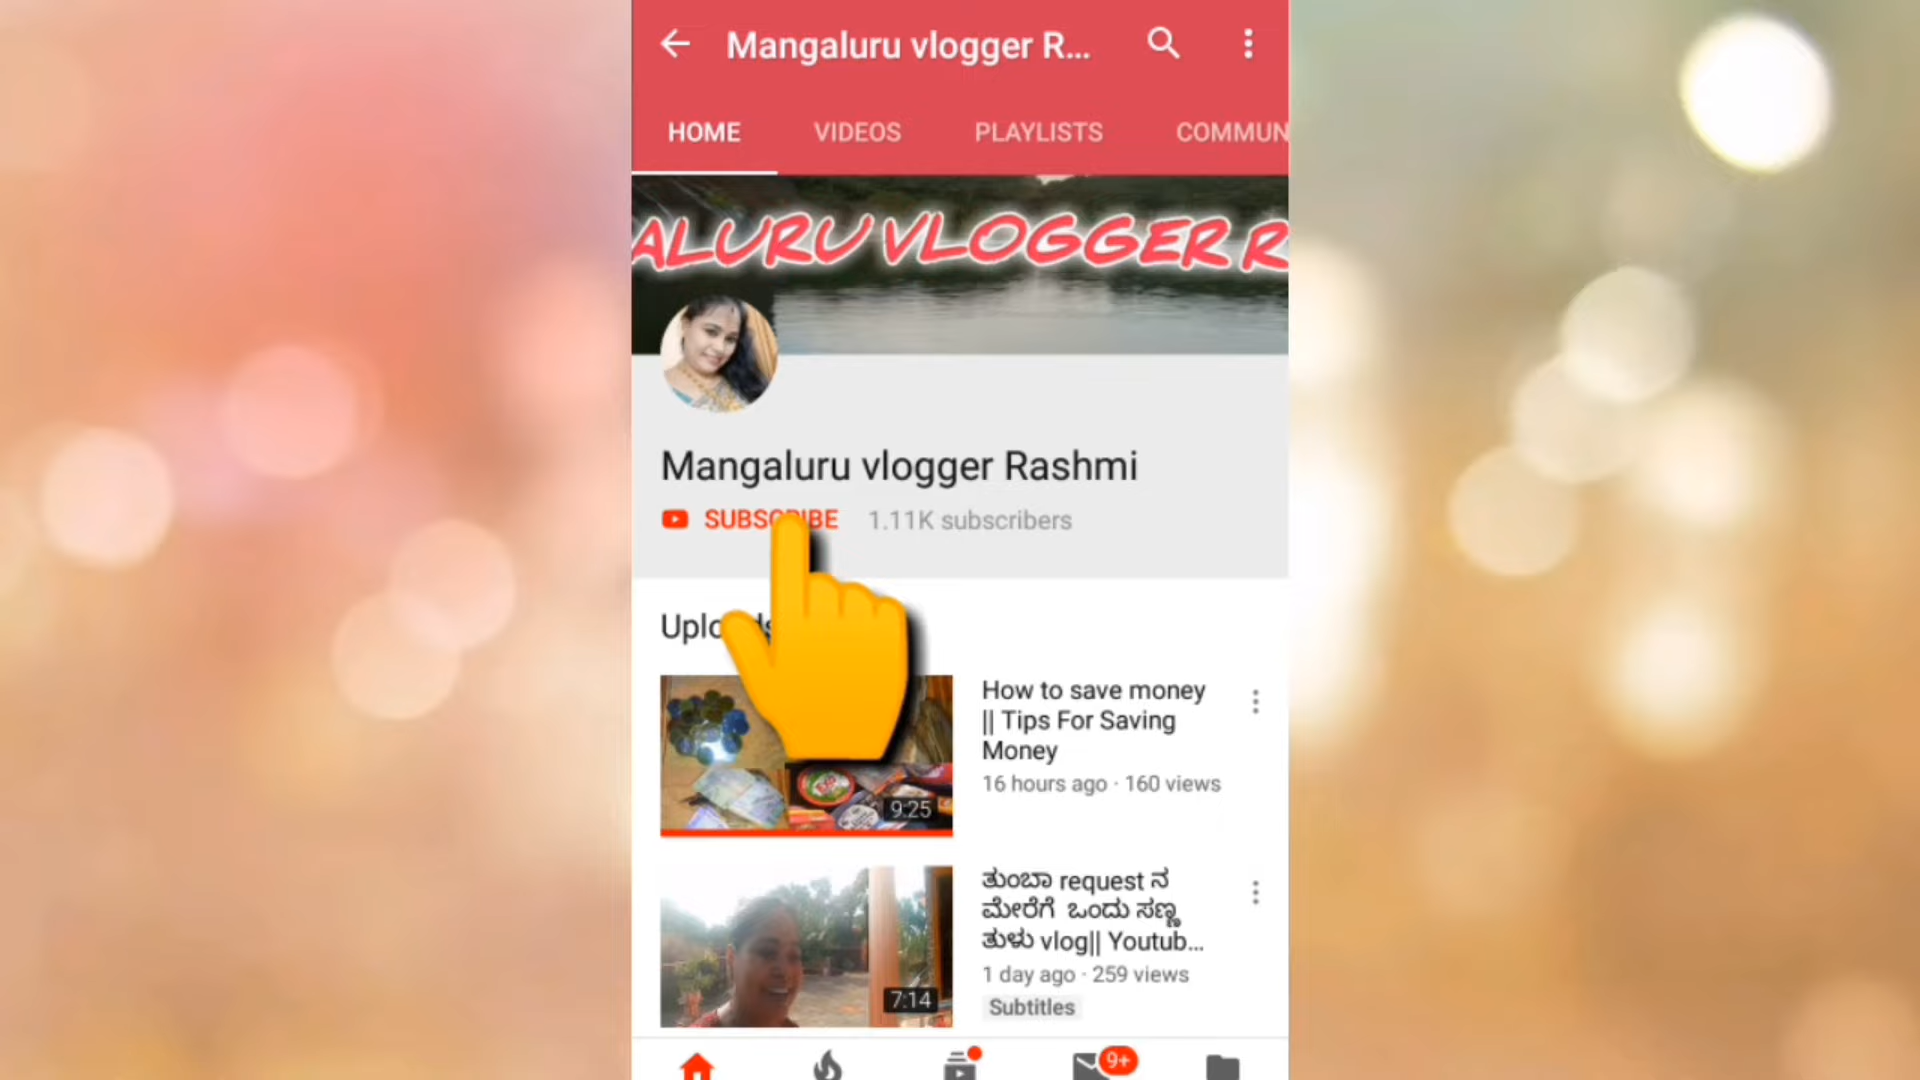 Mangaluru vlogger R...
HOME VIDEOS PLAYLISTS COMMUN
ALURU VLOGGER R
Mangaluru vlogger Rashmi
SUBSCRIBE 1.11K subscribers
How to save money
|| Tips For Saving
Money
16 hours ago · 160 views
9:25
ತುಂಬಾ request ನ
ಮೇರೆಗೆ ಒಂದು ಸಣ್ಣ
ತುಳು vlog|| Youtub...
1 day ago · 259 views
7:14
Subtitles
9+